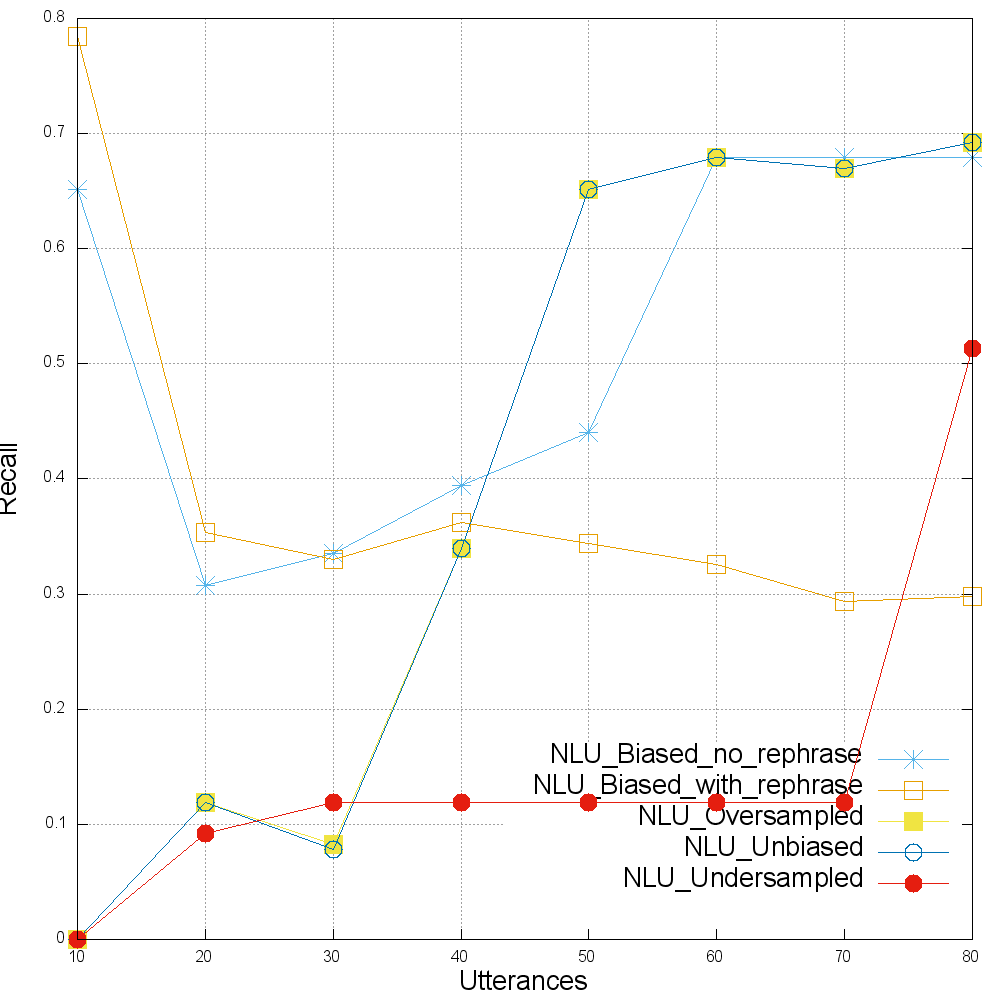 0.8
0.7
0.6
0.5
0.4
0.3
0.2
0.1
0
Recall
NLU_Biased_no_rephrase
NLU_Biased_with_rephrase
NLU_Oversampled
NLU_Unbiased
NLU_Undersampled
10 20 30 40 50 60 70 80
Utterances